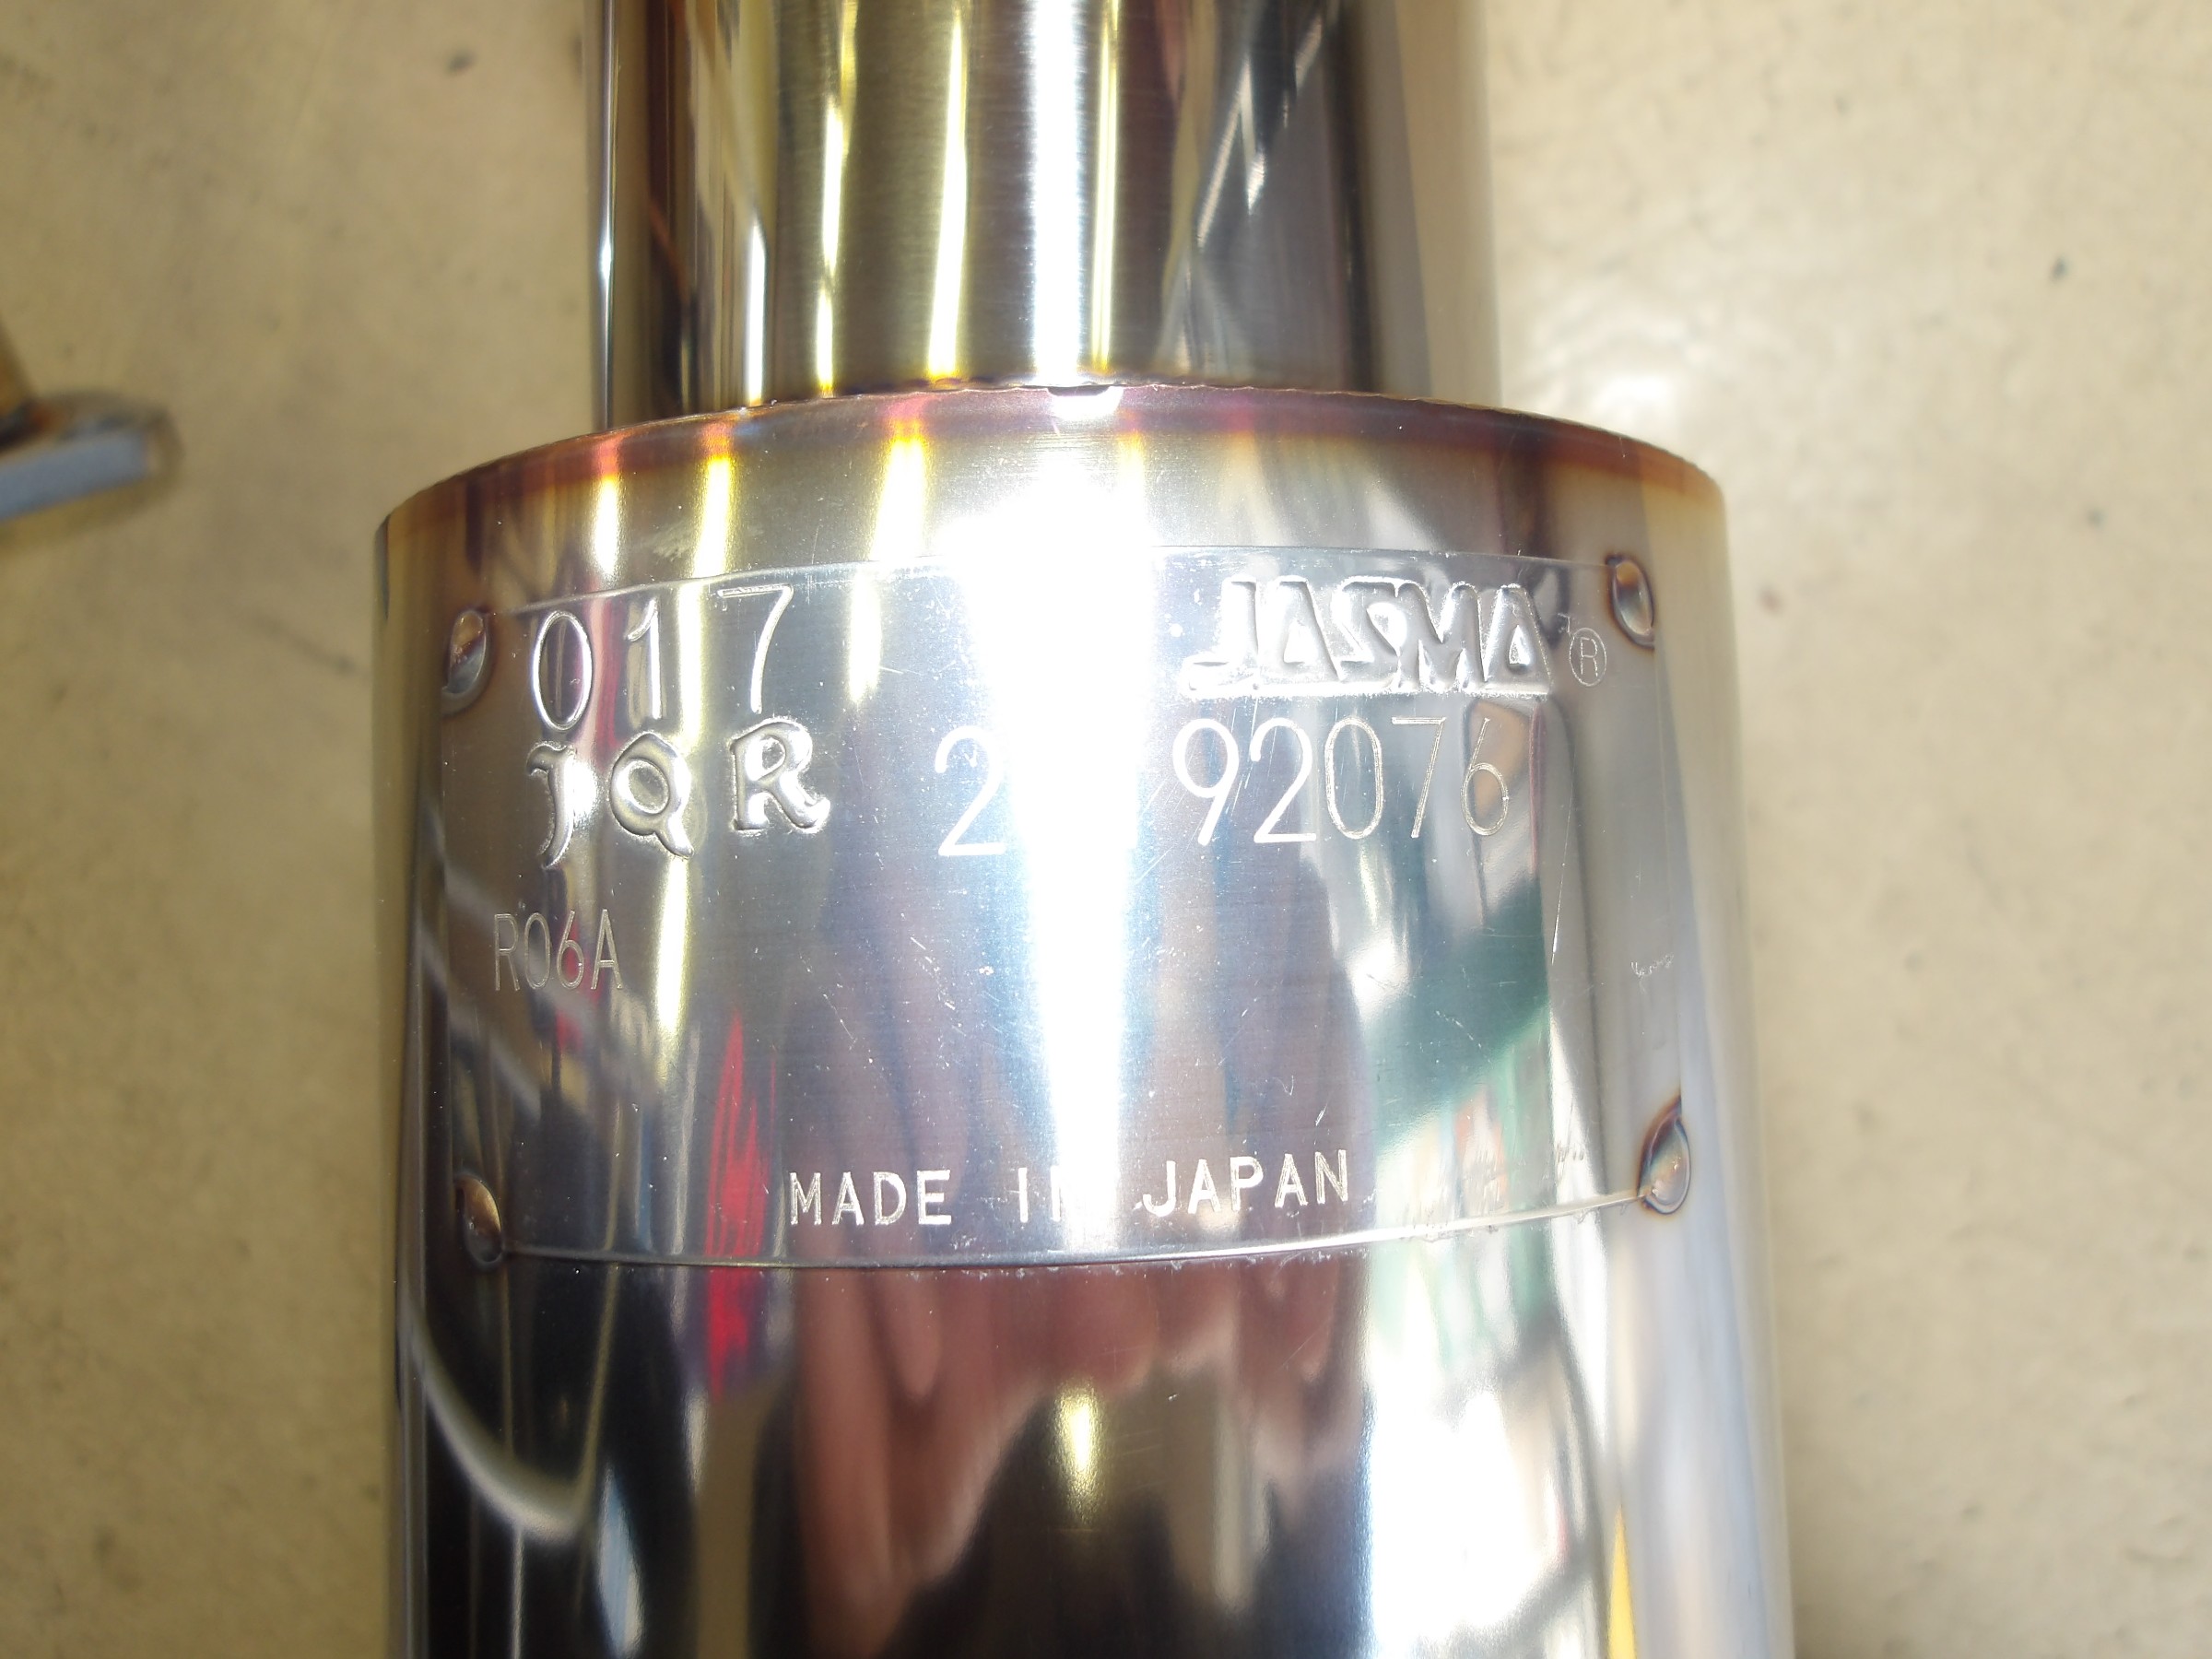 017 JASMA ®
JQR 2 92076
R06A
MADE IN JAPAN